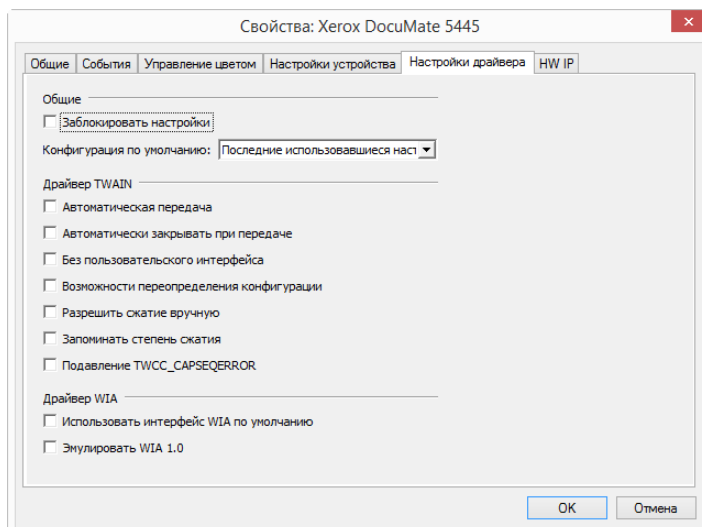 Свойства: Xerox DocuMate 5445
Общие События Управление цветом Настройки устройства Настройки драйвера HW IP
Общие
Заблокировать настройки
Конфигурация по умолчанию: Последние использовавшиеся наст
Драйвер TWAIN
Автоматическая передача
Автоматически закрывать при передаче
Без пользовательского интерфейса
Возможности переопределения конфигурации
Разрешить сжатие вручную
Запоминать степень сжатия
Подавление TWCC_CAPSEQERROR
Драйвер WIA
Использовать интерфейс WIA по умолчанию
Эмулировать WIA 1.0
OK Отмена